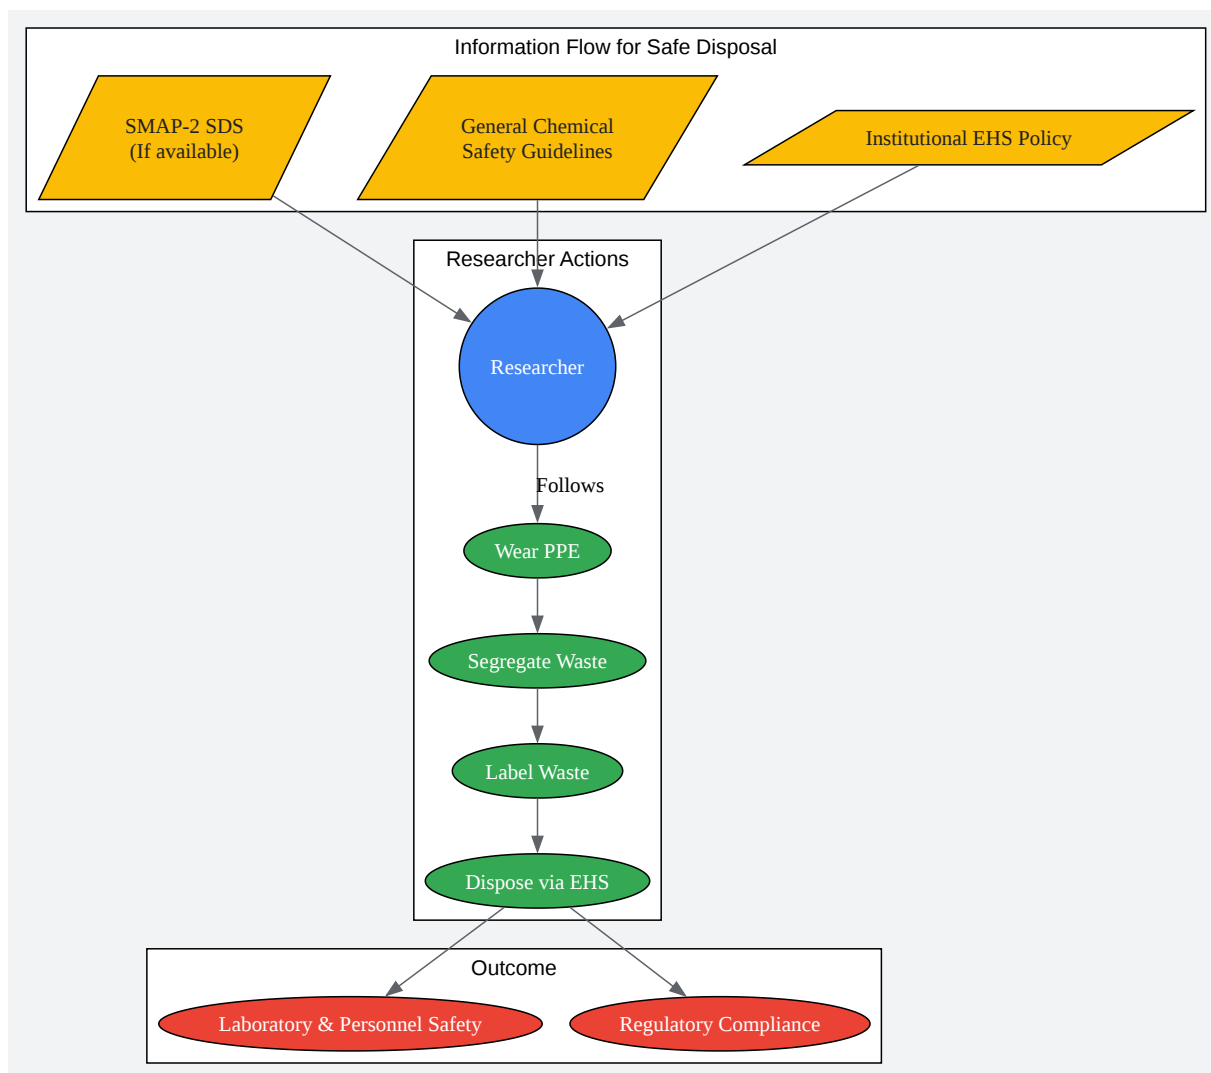 Information Flow for Safe Disposal
SMAP-2 SDS
(If available)
General Chemical
Safety Guidelines
Institutional EHS Policy
Researcher Actions
Researcher
Follows
Wear PPE
Segregate Waste
Label Waste
Dispose via EHS
Outcome
Laboratory & Personnel Safety
Regulatory Compliance